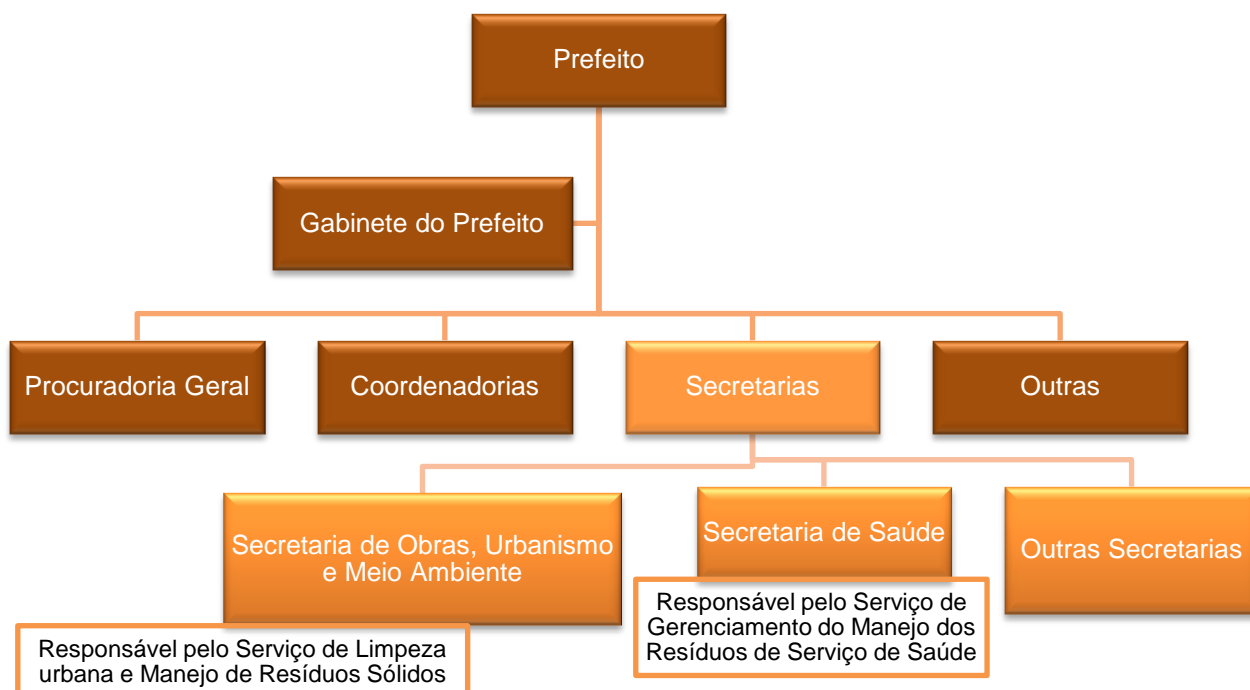 Prefeito
Gabinete do Prefeito
Procuradoria Geral
Coordenadorias
Secretarias
Outras
Secretaria de Obras, Urbanismo
e Meio Ambiente
Secretaria de Saúde
Outras Secretarias
Responsável pelo Serviço de Limpeza
urbana e Manejo de Resíduos Sólidos
Responsável pelo Serviço de
Gerenciamento do Manejo dos
Resíduos de Serviço de Saúde